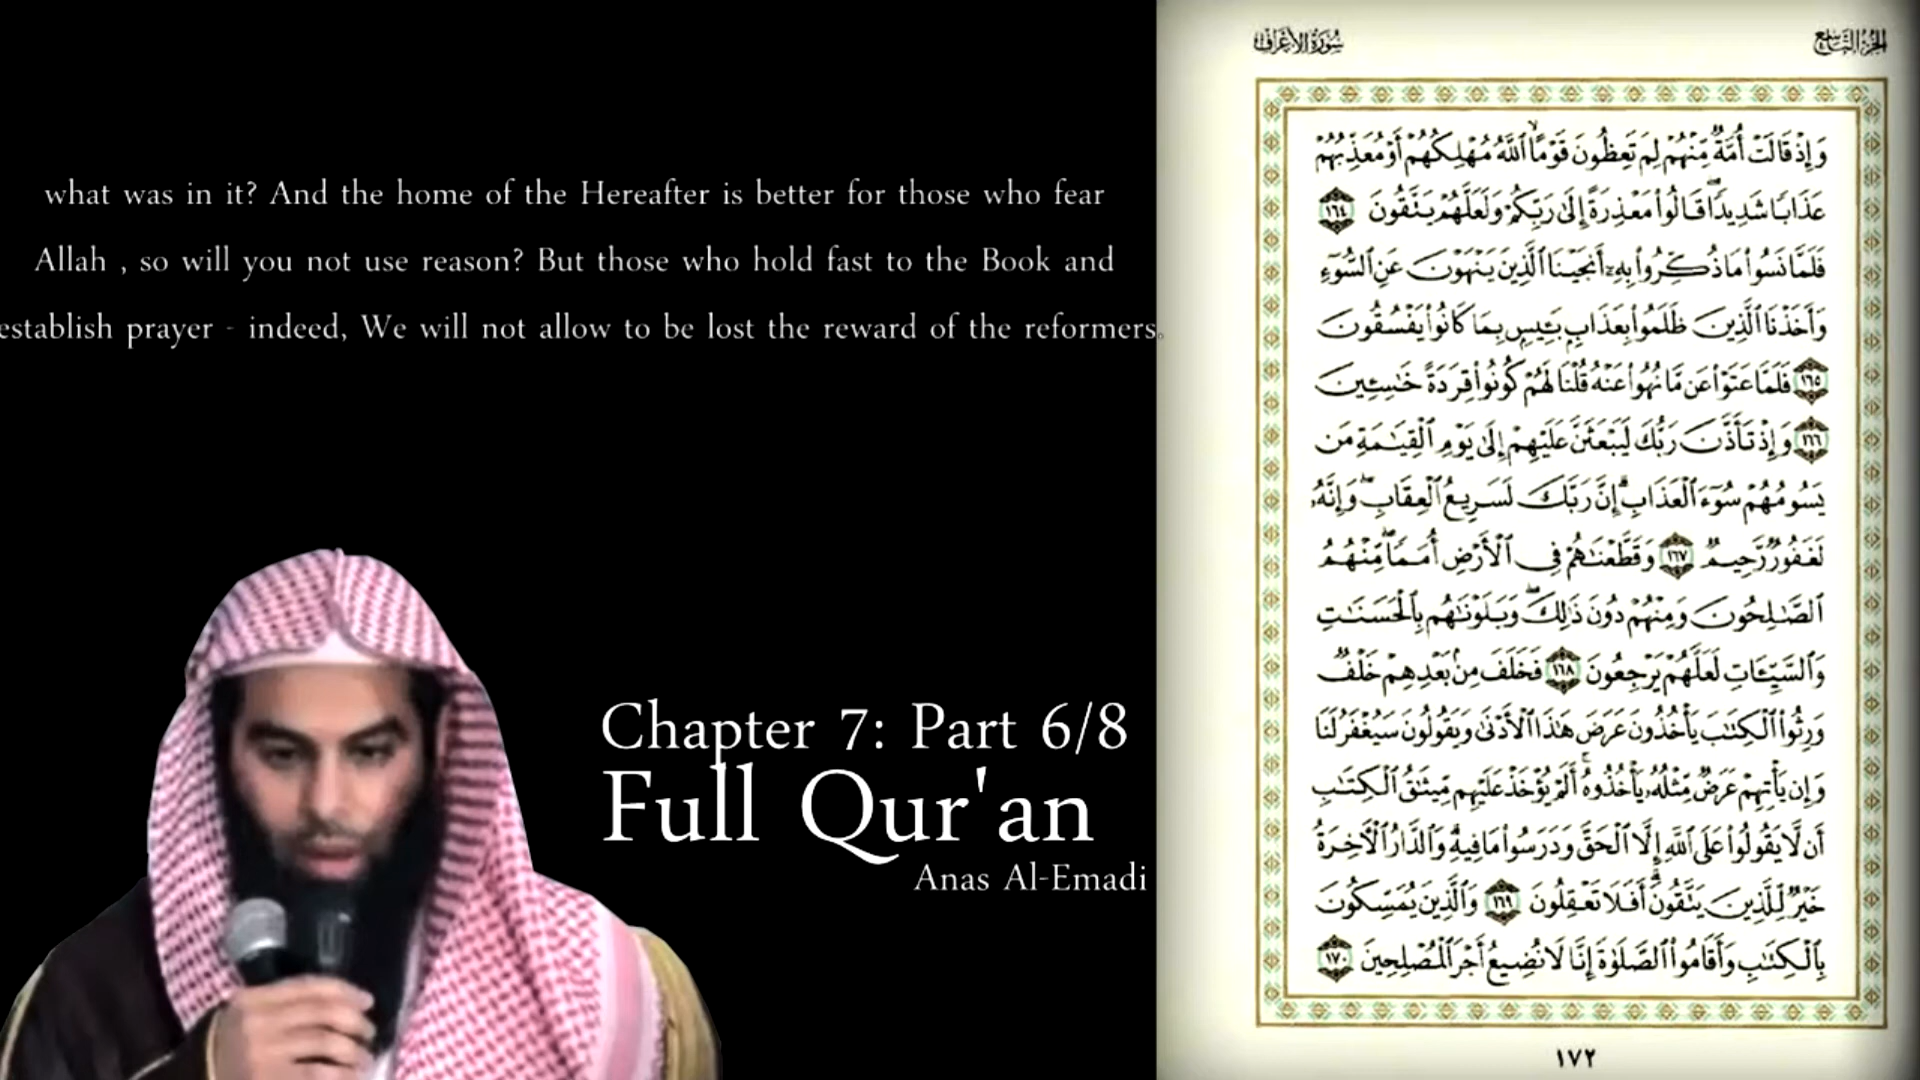 what was in it? And the home of the Hereafter is better for those who fear
Allah , so will you not use reason? But those who hold fast to the Book and
establish prayer - indeed, We will not allow to be lost the reward of the reformers.
Chapter 7: Part 6/8
Full Qur'an
Anas Al-Emadi
الجزء التاسع
سورة الأعراف
وَإِذْ قَالَتْ أُمَّةٌ مِّنْهُمْ لِمَ تَعِظُونَ قَوْمًا ۙ ٱللَّهُ مُهْلِكُهُمْ أَوْ مُعَذِّبُهُمْ
عَذَابًا شَدِيدًا ۖ قَالُوا۟ مَعْذِرَةً إِلَىٰ رَبِّكُمْ وَلَعَلَّهُمْ يَتَّقُونَ ١٦٤
فَلَمَّا نَسُوا۟ مَا ذُكِّرُوا۟ بِهِۦٓ أَنجَيْنَا ٱلَّذِينَ يَنْهَوْنَ عَنِ ٱلسُّوٓءِ
وَأَخَذْنَا ٱلَّذِينَ ظَلَمُوا۟ بِعَذَابٍۭ بَـِٔيسٍۭ بِمَا كَانُوا۟ يَفْسُقُونَ
١٦٥ فَلَمَّا عَتَوْا۟ عَن مَّا نُهُوا۟ عَنْهُ قُلْنَا لَهُمْ كُونُوا۟ قِرَدَةً خَـٰسِـِٔينَ
١٦٦ وَإِذْ تَأَذَّنَ رَبُّكَ لَيَبْعَثَنَّ عَلَيْهِمْ إِلَىٰ يَوْمِ ٱلْقِيَـٰمَةِ مَن
يَسُومُهُمْ سُوٓءَ ٱلْعَذَابِ ۗ إِنَّ رَبَّكَ لَسَرِيعُ ٱلْعِقَابِ ۖ وَإِنَّهُۥ
لَغَفُورٌ رَّحِيمٌ ١٦٧ وَقَطَّعْنَـٰهُمْ فِى ٱلْأَرْضِ أُمَمًا ۖ مِّنْهُمُ
ٱلصَّـٰلِحُونَ وَمِنْهُمْ دُونَ ذَٰلِكَ ۖ وَبَلَوْنَـٰهُم بِٱلْحَسَنَـٰتِ
وَٱلسَّيِّـَٔاتِ لَعَلَّهُمْ يَرْجِعُونَ ١٦٨ فَخَلَفَ مِنۢ بَعْدِهِمْ خَلْفٌ
وَرِثُوا۟ ٱلْكِتَـٰبَ يَأْخُذُونَ عَرَضَ هَـٰذَا ٱلْأَدْنَىٰ وَيَقُولُونَ سَيُغْفَرُ لَنَا
وَإِن يَأْتِهِمْ عَرَضٌ مِّثْلُهُۥ يَأْخُذُوهُ ۚ أَلَمْ يُؤْخَذْ عَلَيْهِم مِّيثَـٰقُ ٱلْكِتَـٰبِ
أَن لَّا يَقُولُوا۟ عَلَى ٱللَّهِ إِلَّا ٱلْحَقَّ وَدَرَسُوا۟ مَا فِيهِ ۗ وَٱلدَّارُ ٱلْـَٔاخِرَةُ
خَيْرٌ لِّلَّذِينَ يَتَّقُونَ ۗ أَفَلَا تَعْقِلُونَ ١٦٩ وَٱلَّذِينَ يُمَسِّكُونَ
بِٱلْكِتَـٰبِ وَأَقَامُوا۟ ٱلصَّلَوٰةَ إِنَّا لَا نُضِيعُ أَجْرَ ٱلْمُصْلِحِينَ ١٧٠
١٧٢